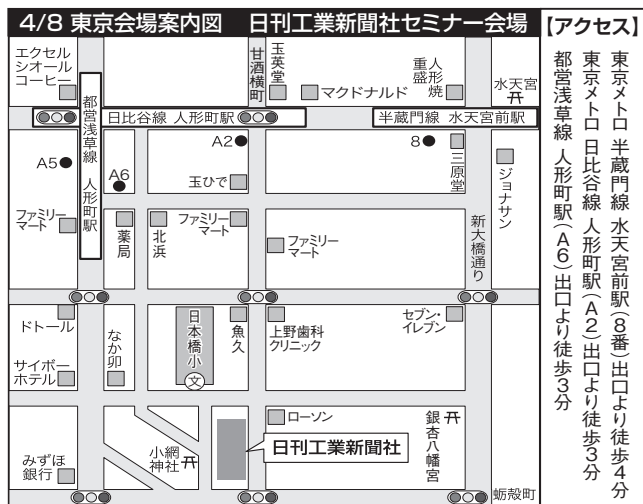 4/8 東京会場案内図 日刊工業新聞社セミナー会場
【アクセス】
東京メトロ 半蔵門線 水天宮前駅(8番)出口より徒歩4分
東京メトロ 日比谷線 人形町駅(A2)出口より徒歩3分
都営浅草線 人形町駅(A6)出口より徒歩3分
エクセル
シオール
コーヒー
甘酒横町
玉英堂
マクドナルド
人形焼
重盛
水天宮
都営浅草線 人形町駅
日比谷線 人形町駅
半蔵門線 水天宮前駅
A5
A6
A2
8
玉ひで
三原堂
ジョナサン
ファミリー
マート
薬局
北浜
ファミリー
マート
ファミリー
マート
新大橋通り
ドトール
なか卯
日本橋小
文
魚久
上野歯科
クリニック
セブン・
イレブン
サイボー
ホテル
ローソン
銀杏八幡宮
日刊工業新聞社
みずほ
銀行
小網
神社
蛎殻町